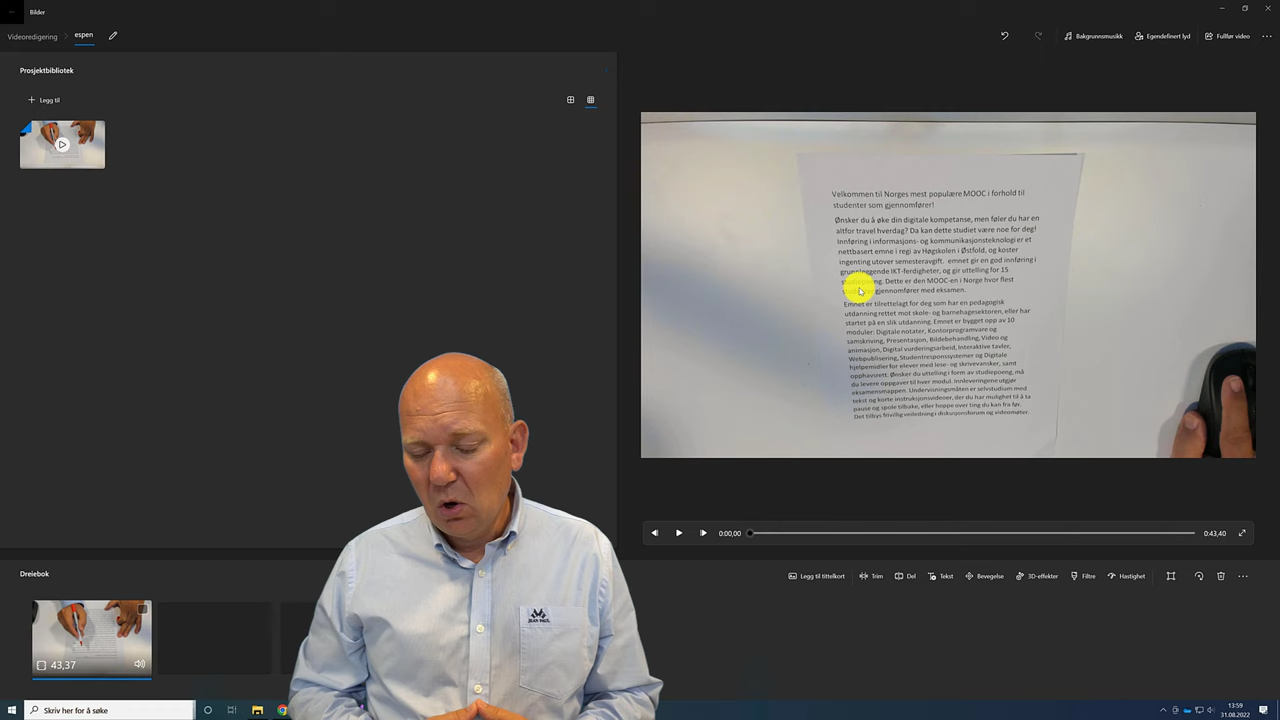 Bilder
Videoredigering
espen
Bakgrunnsmusikk
Egendefinert lyd
Fullfør video
Prosjektbibliotek
Legg til
Velkommen til Norges mest populære MOOC i forhold til
studenter som gjennomfører!
Ønsker du å øke din digitale kompetanse, men føler du har en
altfor travel hverdag? Da kan dette studiet være noe for deg!
Innføring i informasjons- og kommunikasjonsteknologi er et
nettbasert emne i regi av Høgskolen i Østfold, og koster
ingenting utover semesteravgift. emnet gir en god innføring i
grunnleggende IKT-ferdigheter, og gir uttelling for 15
studiepoeng. Dette er den MOOC-en i Norge hvor flest
gjennomfører med eksamen.
Emnet er tilrettelagt for deg som har en pedagogisk
utdanning rettet mot skole- og barnehagesektoren, eller har
startet på en slik utdanning. Emnet er bygget opp av 10
moduler: Digitale notater, Kontorprogramvare og
samskriving, Presentasjon, Bildebehandling, Video og
animasjon, Digital vurderingsarbeid, Interaktive tavler,
Webpublisering, Studentresponssystemer og Digitale
hjelpemidler for elever med lese- og skrivevansker, samt
opphavsrett. Ønsker du uttelling i form av studiepoeng, må
du levere oppgaver til hver modul. Innleveringene utgjør
eksamensmappen. Undervisningsmåten er selvstudium med
tekst og korte instruksjonsvideoer, der du har mulighet til å ta
pause og spole tilbake, eller hoppe over ting du kan fra før.
Det tilbys frivillig veiledning i diskusjonsforum og videomøter.
0:00,00
0:43,40
Dreiebok
Legg til tittelkort
Trim
Del
Tekst
Bevegelse
3D-effekter
Filtre
Hastighet
43,37
JEAN PAUL
Skriv her for å søke
13:59
31.08.2022